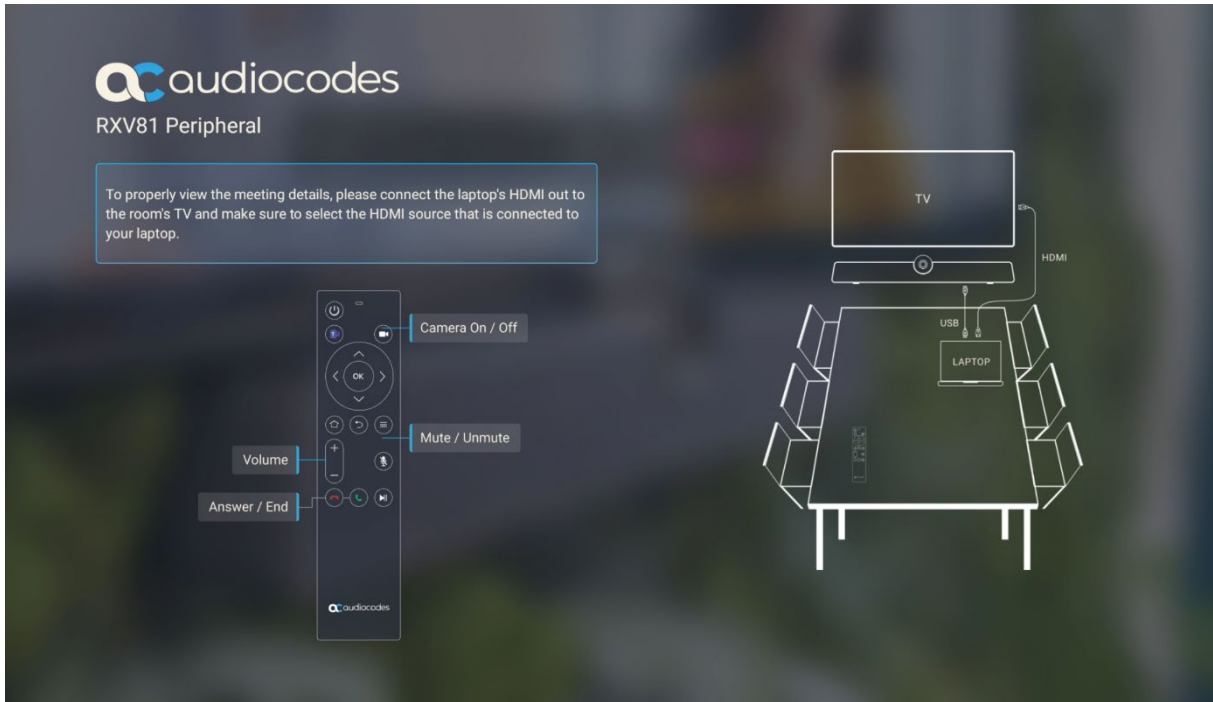 audiocodes
RXV81 Peripheral
To properly view the meeting details, please connect the laptop's HDMI out to
the room's TV and make sure to select the HDMI source that is connected to
your laptop.
Camera On / Off
OK
Mute / Unmute
Volume
Answer / End
audiocodes
TV
HDMI
USB
LAPTOP